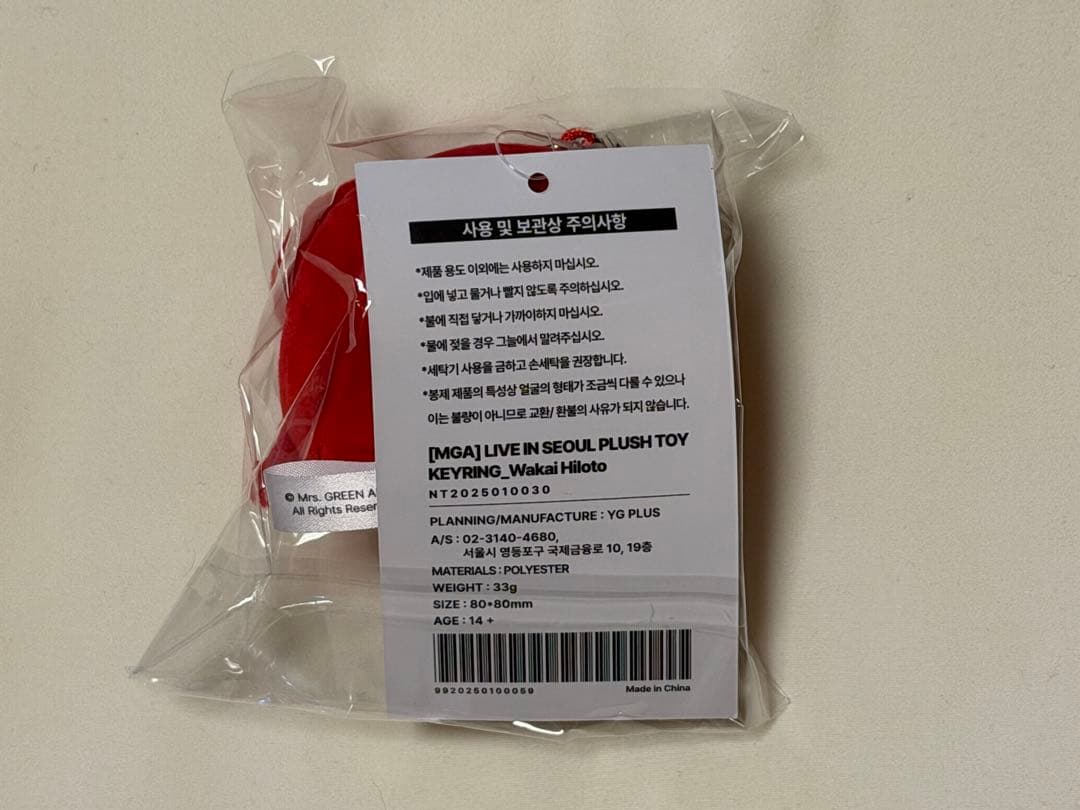 사용 및 보관상 주의사항
*제품 용도 이외에는 사용하지 마십시오.
*입에 넣고 물거나 빨지 않도록 주의하십시오.
*불에 직접 닿거나 가까이하지 마십시오.
*물에 젖을 경우 그늘에서 말려주십시오.
*세탁기 사용을 금하고 손세탁을 권장합니다.
*봉제 제품의 특성상 얼굴의 형태가 조금씩 다룰 수 있으나
이는 불량이 아니므로 교환/ 환불의 사유가 되지 않습니다.
[MGA] LIVE IN SEOUL PLUSH TOY
KEYRING_Wakai Hiloto
NT2025010030
© Mrs. GREEN A
All Rights Reser
PLANNING/MANUFACTURE : YG PLUS
A/S : 02-3140-4680,
서울시 영등포구 국제금융로 10, 19층
MATERIALS : POLYESTER
WEIGHT : 33g
SIZE : 80*80mm
AGE : 14 +
9920250100059
Made in China